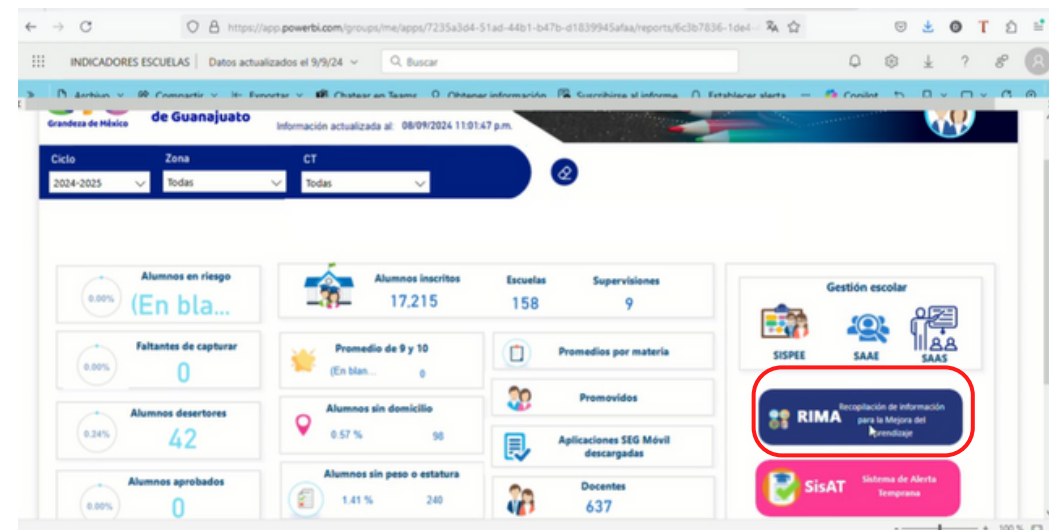 https://app.powerbi.com/groups/me/apps/7235a3d4-51ad-44b1-b47b-d1839945afaa/reports/6c3b7836-1de4-
INDICADORES ESCUELAS | Datos actualizados el 9/9/24
Buscar
Archivo Compartir Exportar Chatear en Teams Obtener información Suscribirse al informe Establecer alerta Copilot
Grandeza de México
de Guanajuato
Información actualizada al: 08/09/2024 11:01:47 p.m.
Ciclo Zona CT
2024-2025 Todas Todas
Alumnos en riesgo
0.00% (En bla...
Alumnos inscritos
17,215
Escuelas
158
Supervisiones
9
Gestión escolar
SISPEE SAAE SAAS
Faltantes de capturar
0.00% 0
Promedio de 9 y 10
(En blan... 0
Promedios por materia
Promovidos
RIMA
Recopilación de información
para la Mejora del
Aprendizaje
Alumnos desertores
0.24% 42
Alumnos sin domicilio
0.57 % 98
Aplicaciones SEG Móvil
descargadas
SisAT
Sistema de Alerta
Temprana
Alumnos aprobados
0.00% 0
Alumnos sin peso o estatura
1.41 % 240
Docentes
637
100 %